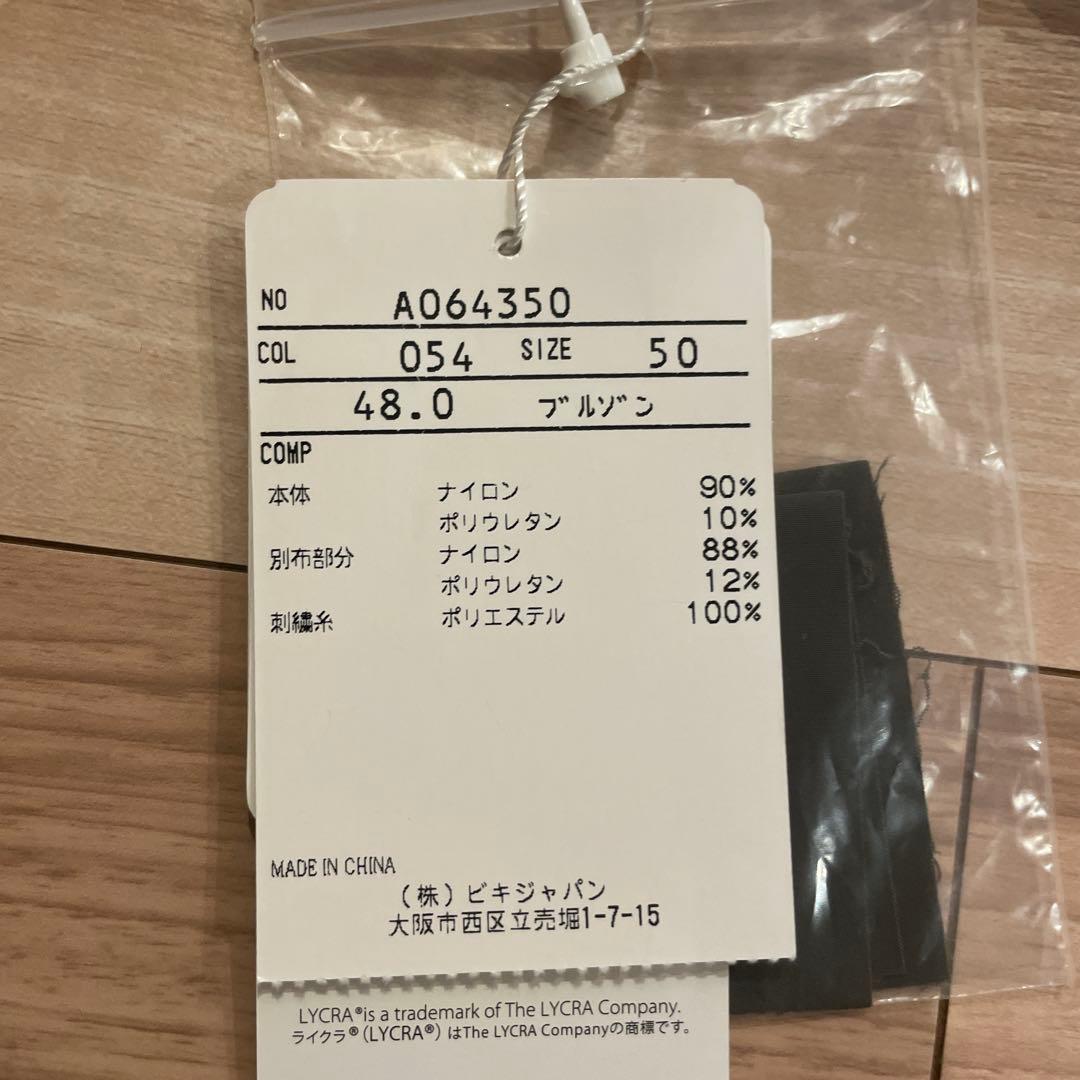 NO A064350
COL 054 SIZE 50
48.0 ブルゾン
COMP
本体 ナイロン 90%
ポリウレタン 10%
別布部分 ナイロン 88%
ポリウレタン 12%
刺繍糸 ポリエステル 100%
MADE IN CHINA
(株)ビキジャパン
大阪市西区立売堀1-7-15
LYCRA®is a trademark of The LYCRA Company.
ライクラ®(LYCRA®)はThe LYCRA Companyの商標です。